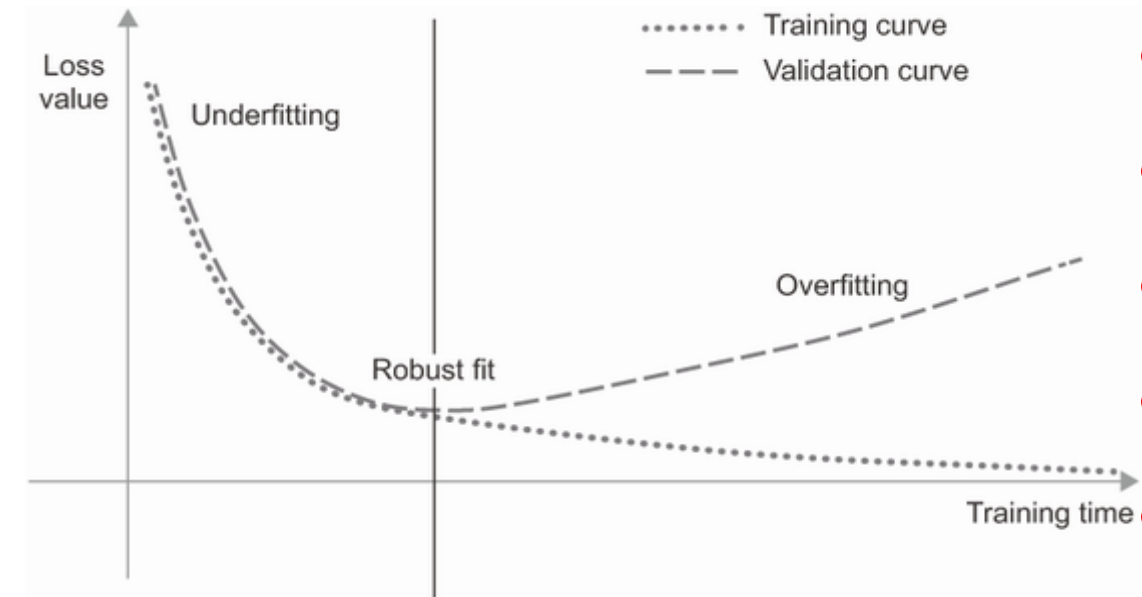 Loss
value
Underfitting
Training curve
Validation curve
Overfitting
Robust fit
Training time